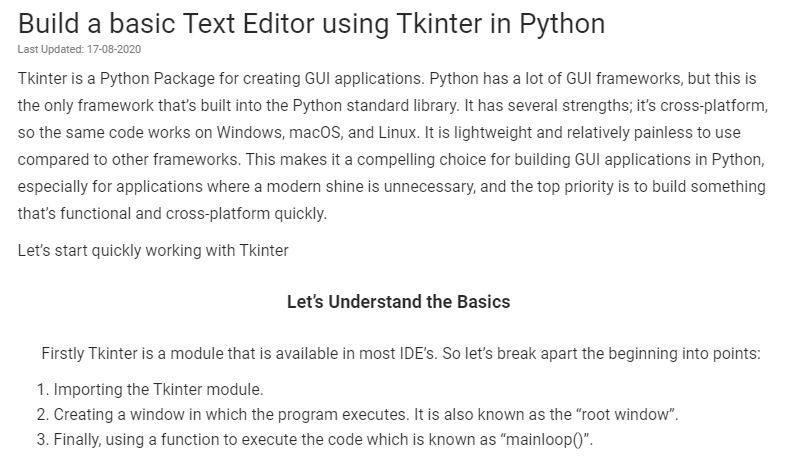 Build a basic Text Editor using Tkinter in Python
Last Updated: 17-08-2020
Tkinter is a Python Package for creating GUI applications. Python has a lot of GUI frameworks, but this is
the only framework that’s built into the Python standard library. It has several strengths; it’s cross-platform,
so the same code works on Windows, macOS, and Linux. It is lightweight and relatively painless to use
compared to other frameworks. This makes it a compelling choice for building GUI applications in Python,
especially for applications where a modern shine is unnecessary, and the top priority is to build something
that’s functional and cross-platform quickly.
Let’s start quickly working with Tkinter
Let’s Understand the Basics
Firstly Tkinter is a module that is available in most IDE’s. So let’s break apart the beginning into points:
1. Importing the Tkinter module.
2. Creating a window in which the program executes. It is also known as the “root window”.
3. Finally, using a function to execute the code which is known as “mainloop()”.